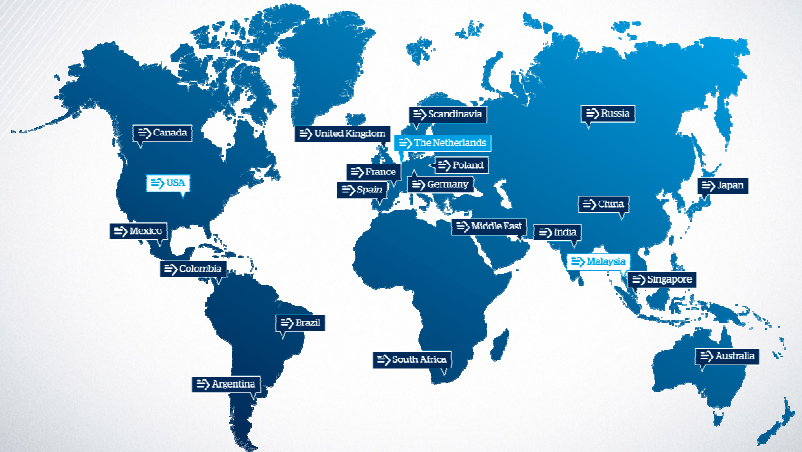 Scandinavia
Russia
Canada
United Kingdom
The Netherlands
Poland
France
USA
Germany
Spain
Japan
China
Mexico
Middle East
India
Malaysia
Colombia
Singapore
Brazil
Australia
South Africa
Argentina